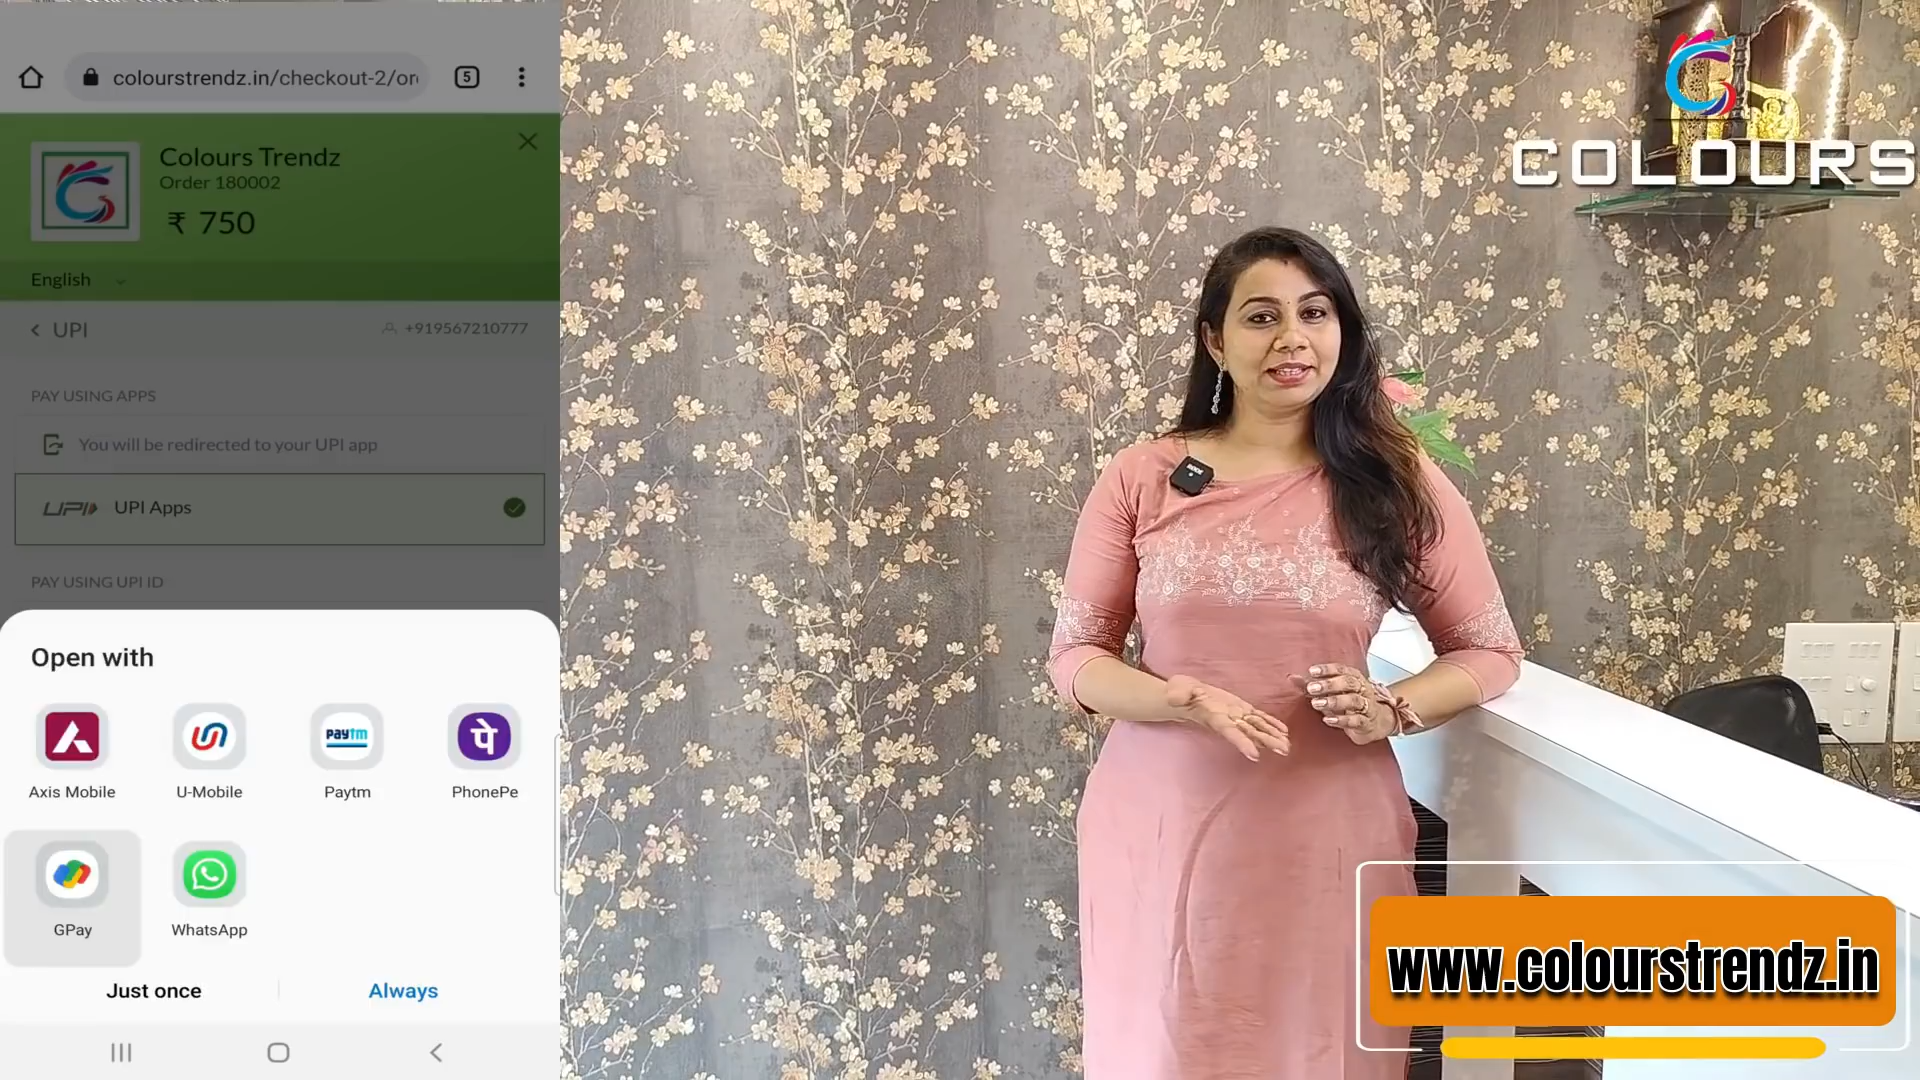 colourstrendz.in/checkout-2/or
5
Colours Trendz
Order 180002
₹ 750
English
UPI
+919567210777
PAY USING APPS
You will be redirected to your UPI app
UPI
UPI Apps
PAY USING UPI ID
Open with
paytm
पे
Axis Mobile
U-Mobile
Paytm
PhonePe
GPay
WhatsApp
Just once
Always
COLOURS
www.colourstrendz.in